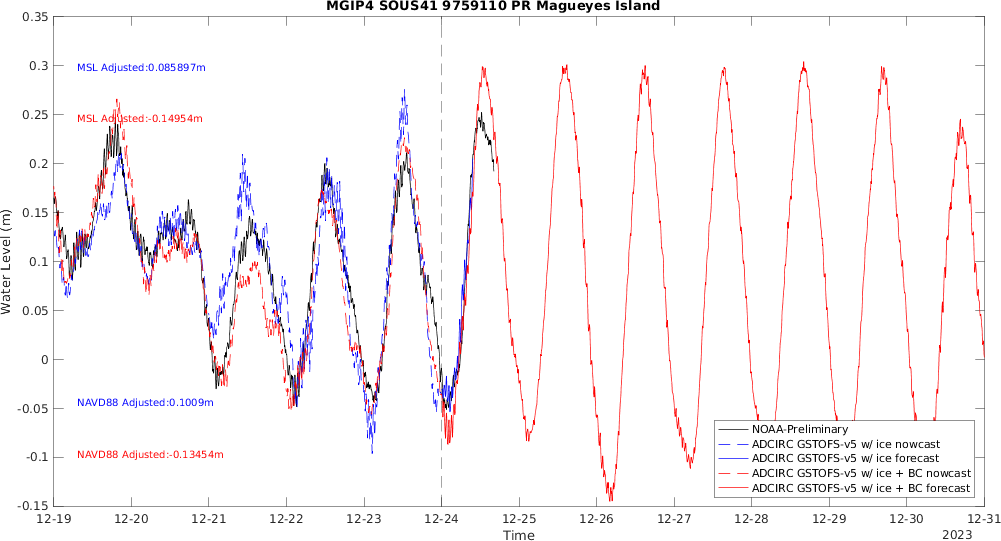 MGIP4 SOUS41 9759110 PR Magueyes Island
0.35
0.3
0.25
0.2
0.15
0.1
0.05
0
-0.05
-0.1
-0.15
Water Level (m)
MSL Adjusted:0.085897m
MSL Adjusted:-0.14954m
NAVD88 Adjusted:0.1009m
NAVD88 Adjusted:-0.13454m
NOAA-Preliminary
ADCIRC GSTOFS-v5 w/ ice nowcast
ADCIRC GSTOFS-v5 w/ ice forecast
ADCIRC GSTOFS-v5 w/ ice + BC nowcast
ADCIRC GSTOFS-v5 w/ ice + BC forecast
12-19 12-20 12-21 12-22 12-23 12-24 12-25 12-26 12-27 12-28 12-29 12-30 12-31
Time
2023